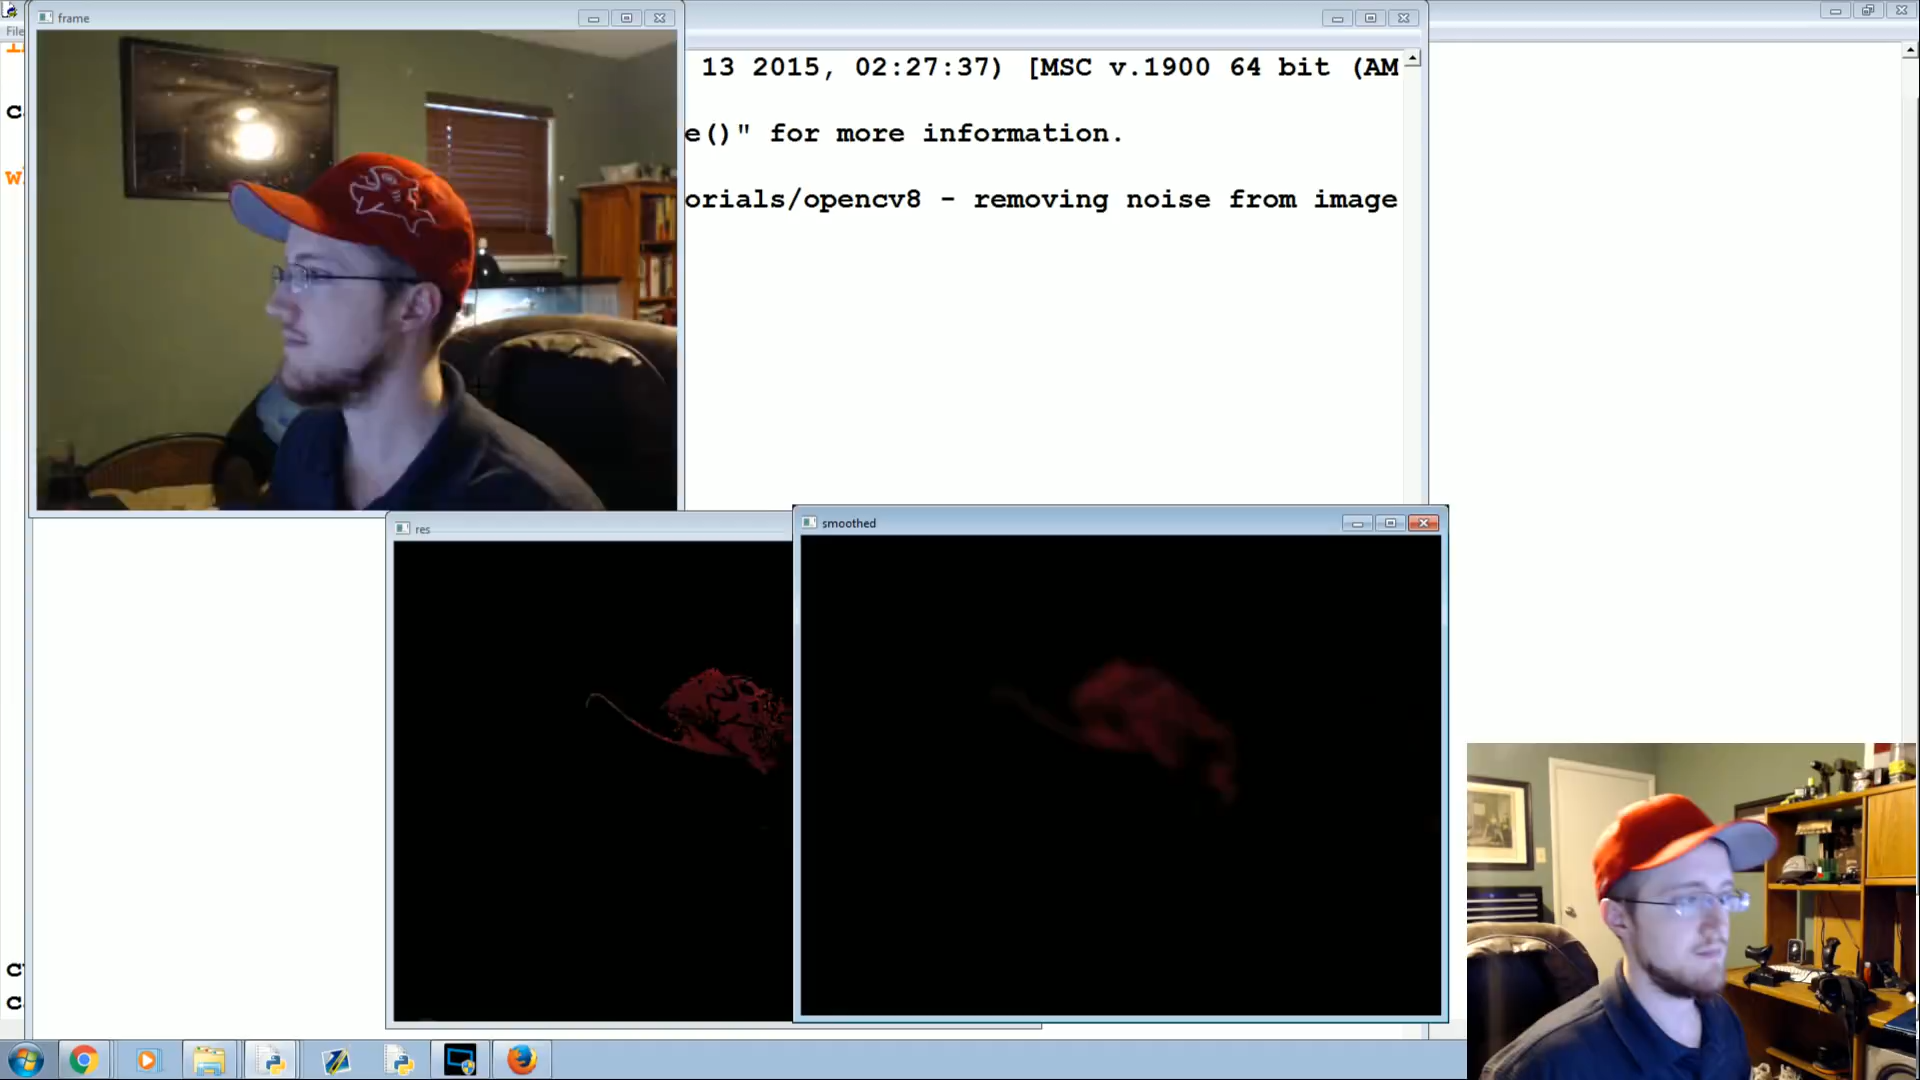 frame
File
13 2015, 02:27:37) [MSC v.1900 64 bit (AM
e()" for more information.
orials/opencv8 - removing noise from image
res
smoothed